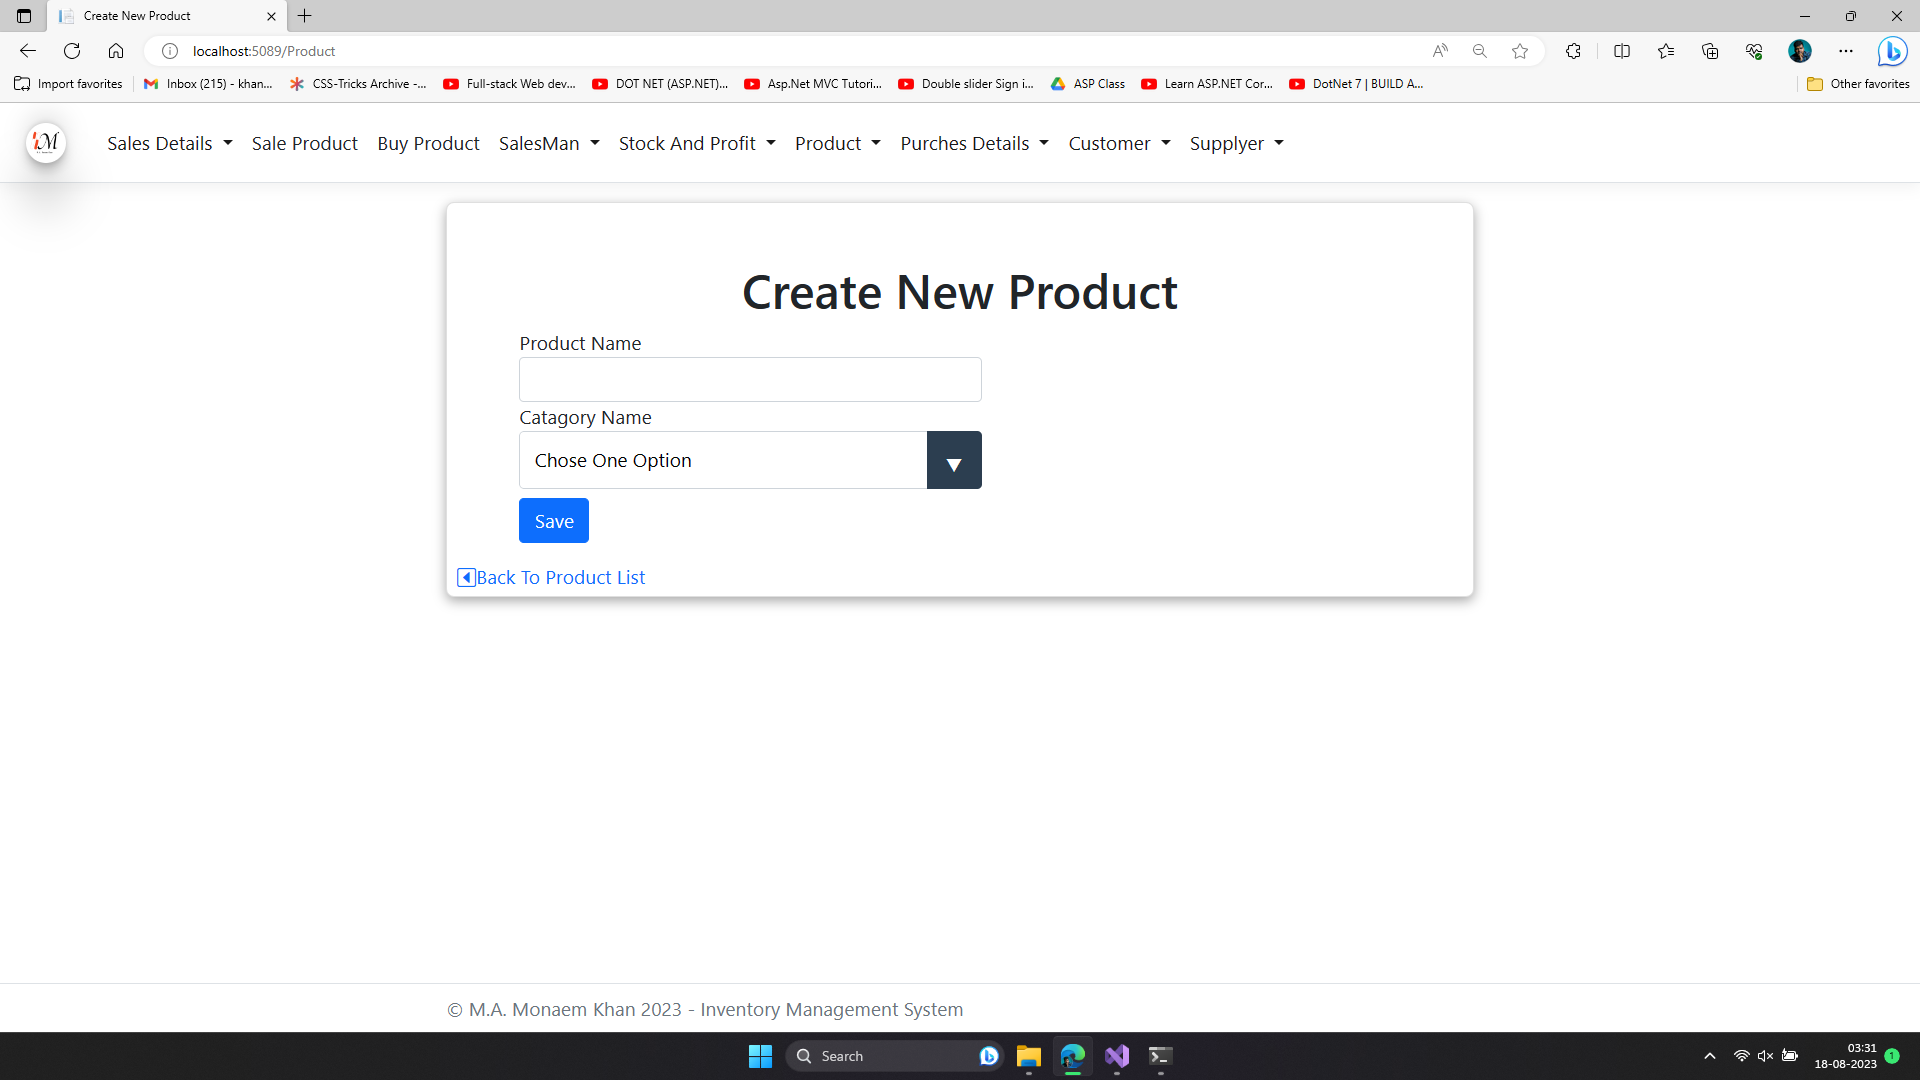 Create New Product
localhost:5089/Product
Import favorites
Inbox (215) - khan...
CSS-Tricks Archive -...
Full-stack Web dev...
DOT NET (ASP.NET)...
Asp.Net MVC Tutori...
Double slider Sign i...
ASP Class
Learn ASP.NET Cor...
DotNet 7 | BUILD A...
Other favorites
Sales Details
Sale Product
Buy Product
SalesMan
Stock And Profit
Product
Purches Details
Customer
Supplyer
Create New Product
Product Name
Catagory Name
Chose One Option
Save
Back To Product List
© M.A. Monaem Khan 2023 - Inventory Management System
Search
03:31
18-08-2023
1